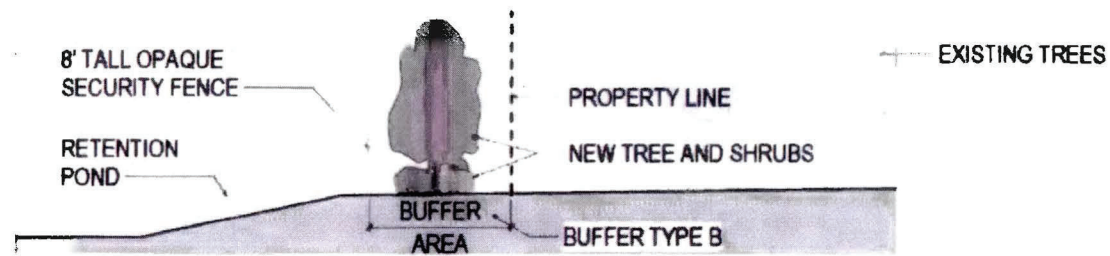 8' TALL OPAQUE
SECURITY FENCE
RETENTION
POND
EXISTING TREES
PROPERTY LINE
NEW TREE AND SHRUBS
BUFFER
AREA
BUFFER TYPE B